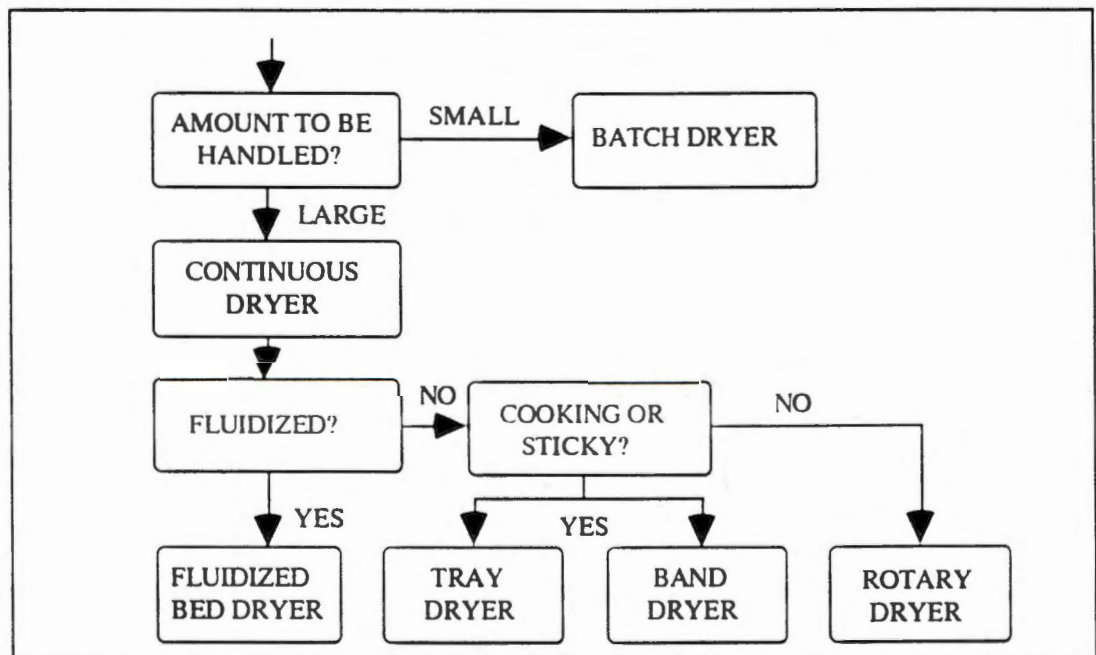 AMOUNT TO BE
HANDLED?
SMALL
BATCH DRYER
LARGE
CONTINUOUS
DRYER
FLUIDIZED?
NO
COOKING OR
STICKY?
NO
YES
YES
FLUIDIZED
BED DRYER
TRAY
DRYER
BAND
DRYER
ROTARY
DRYER